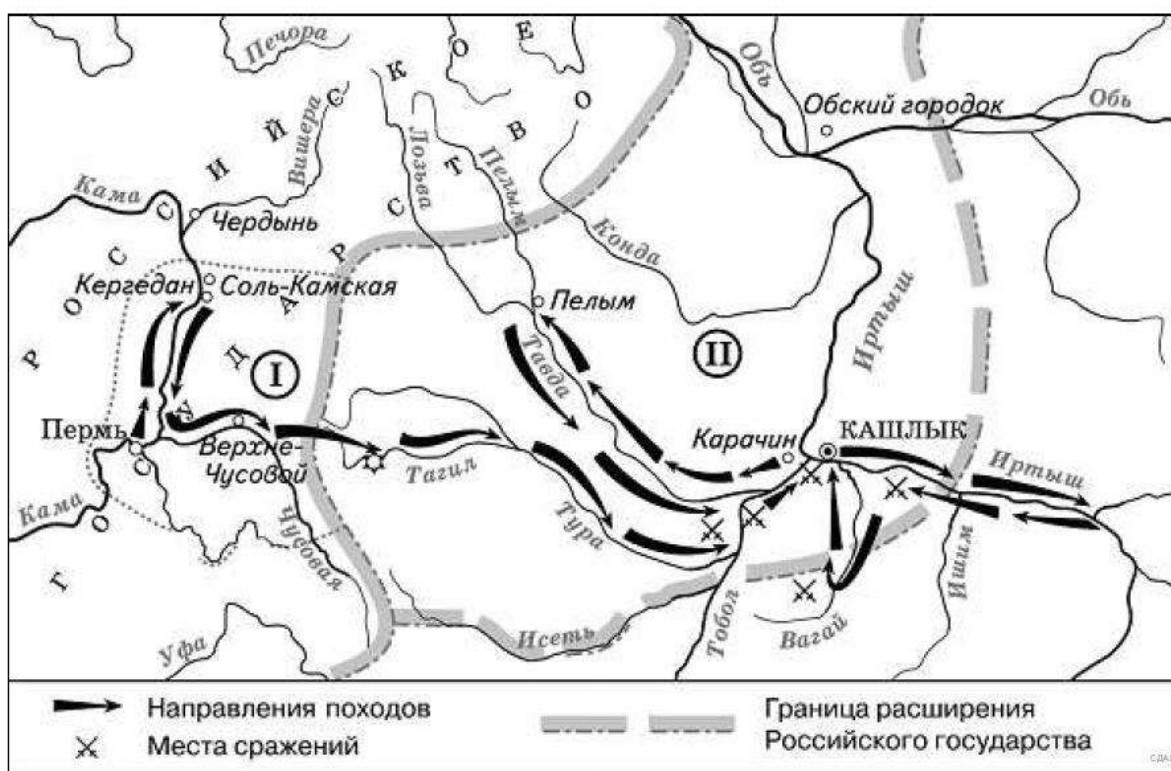 Печора
Обь
Обский городок
Обь
Вишера
Лозьва
Пелым
Кама
Чердынь
Конда
РОССИЙСКОЕ
ГОСУДАРСТВО
Кергедан
Соль-Камская
Пелым
Иртыш
I
II
Тавда
Пермь
Верхне-
Чусовой
Карачин
КАШЛЫК
Иртыш
Тагил
Кама
Тура
Чусовая
Ишим
Уфа
Исеть
Тобол
Вагай
Направления походов
Места сражений
Граница расширения
Российского государства